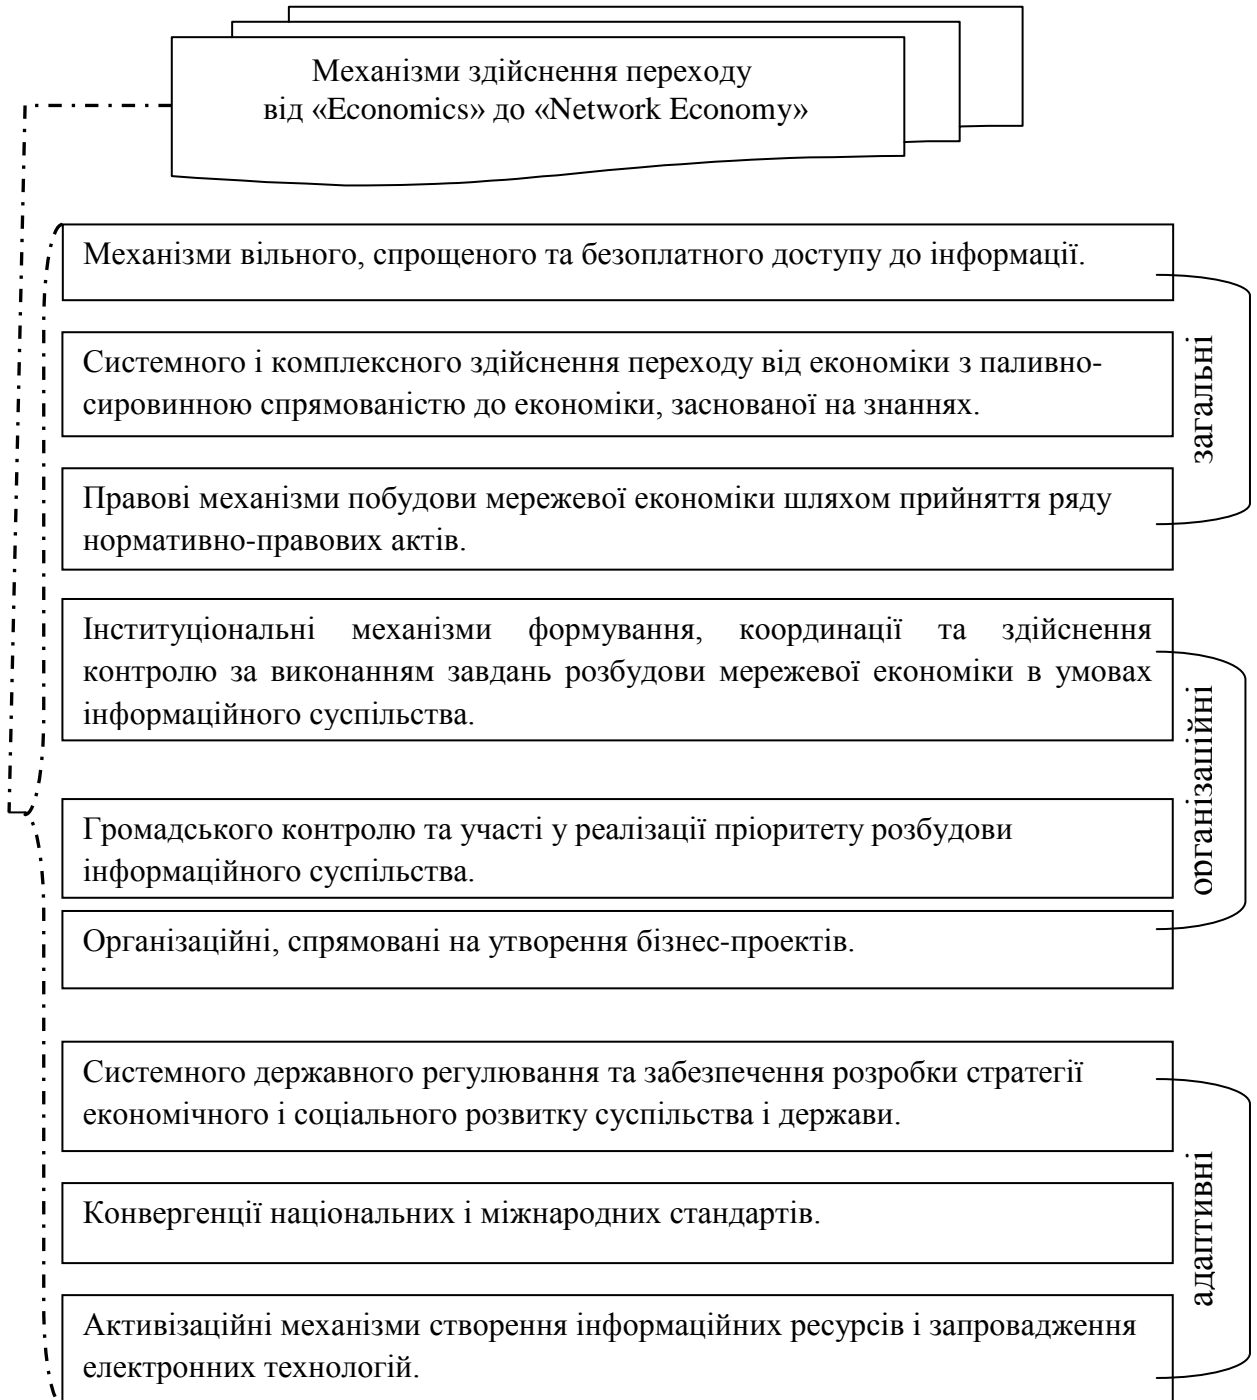 Механізми здійснення переходу
від «Economics» до «Network Economy»
Механізми вільного, спрощеного та безоплатного доступу до інформації.
Системного і комплексного здійснення переходу від економіки з паливно-
сировинною спрямованістю до економіки, заснованої на знаннях.
Правові механізми побудови мережевої економіки шляхом прийняття ряду
нормативно-правових актів.
загальні
Інституціональні механізми формування, координації та здійснення
контролю за виконанням завдань розбудови мережевої економіки в умовах
інформаційного суспільства.
Громадського контролю та участі у реалізації пріоритету розбудови
інформаційного суспільства.
Організаційні, спрямовані на утворення бізнес-проектів.
організаційні
Системного державного регулювання та забезпечення розробки стратегії
економічного і соціального розвитку суспільства і держави.
Конвергенції національних і міжнародних стандартів.
Активізаційні механізми створення інформаційних ресурсів і запровадження
електронних технологій.
адаптивні